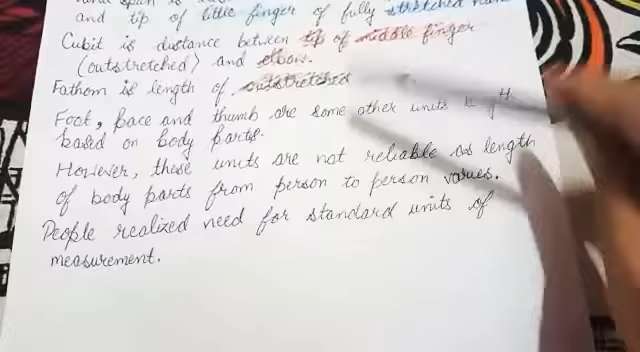 and tip of little finger of fully stretched hand
Cubit is distance between tip of middle finger
(outstretched) and elbow.
Fathom is length of outstretched
Foot, pace and thumb are some other units
based on body parts.
However, these units are not reliable as length
of body parts from person to person varies.
People realized need for standard units of
measurement.